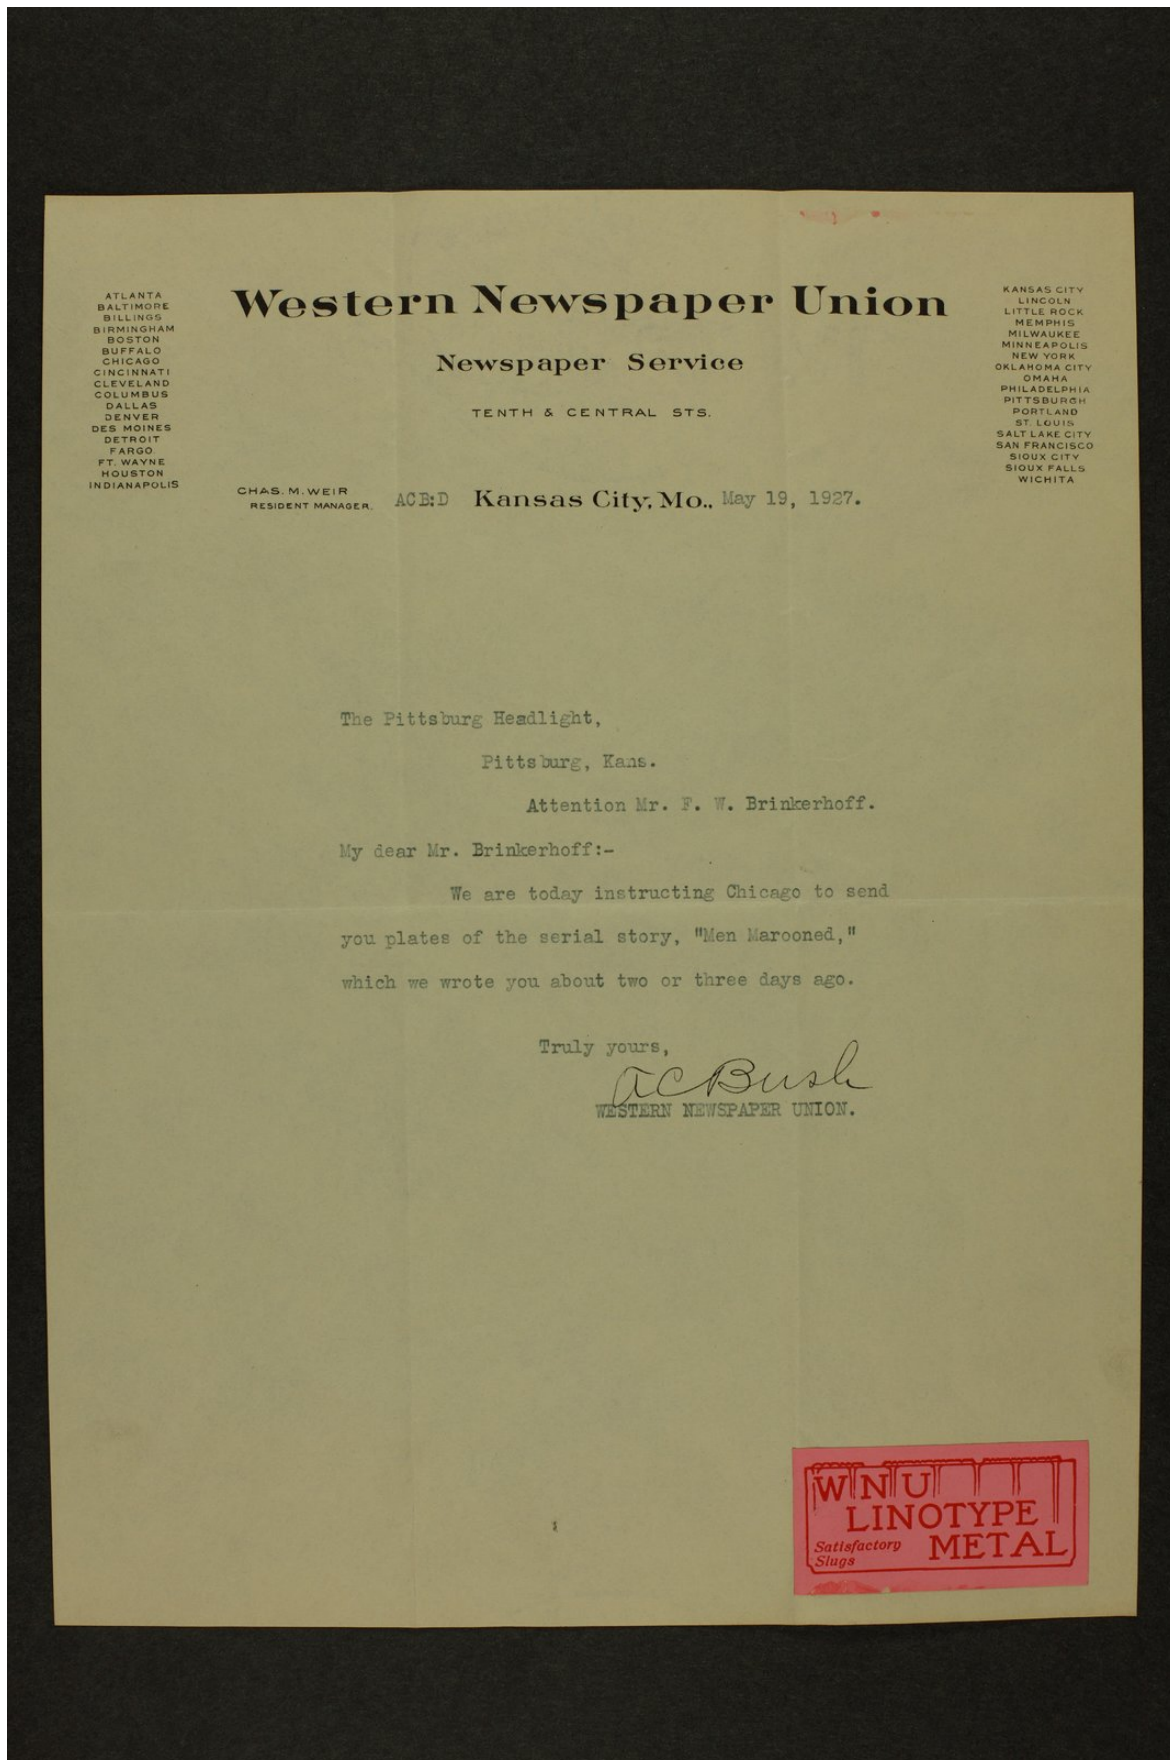 Western Newspaper Union
Newspaper Service
TENTH & CENTRAL STS.
ATLANTA
BALTIMORE
BILLINGS
BIRMINGHAM
BOSTON
BUFFALO
CHICAGO
CINCINNATI
CLEVELAND
COLUMBUS
DALLAS
DENVER
DES MOINES
DETROIT
FARGO
FT. WAYNE
HOUSTON
INDIANAPOLIS
KANSAS CITY
LINCOLN
LITTLE ROCK
MEMPHIS
MILWAUKEE
MINNEAPOLIS
NEW YORK
OKLAHOMA CITY
OMAHA
PHILADELPHIA
PITTSBURGH
PORTLAND
ST. LOUIS
SALT LAKE CITY
SAN FRANCISCO
SIOUX CITY
SIOUX FALLS
WICHITA
CHAS. M. WEIR
RESIDENT MANAGER.
ACB:D Kansas City, Mo., May 19, 1927.
The Pittsburg Headlight,
Pittsburg, Kans.
Attention Mr. F. W. Brinkerhoff.
My dear Mr. Brinkerhoff:-
We are today instructing Chicago to send
you plates of the serial story, "Men Marooned,"
which we wrote you about two or three days ago.
Truly yours,
A C Bush
WESTERN NEWSPAPER UNION.
WNU
LINOTYPE
METAL
Satisfactory
Slugs